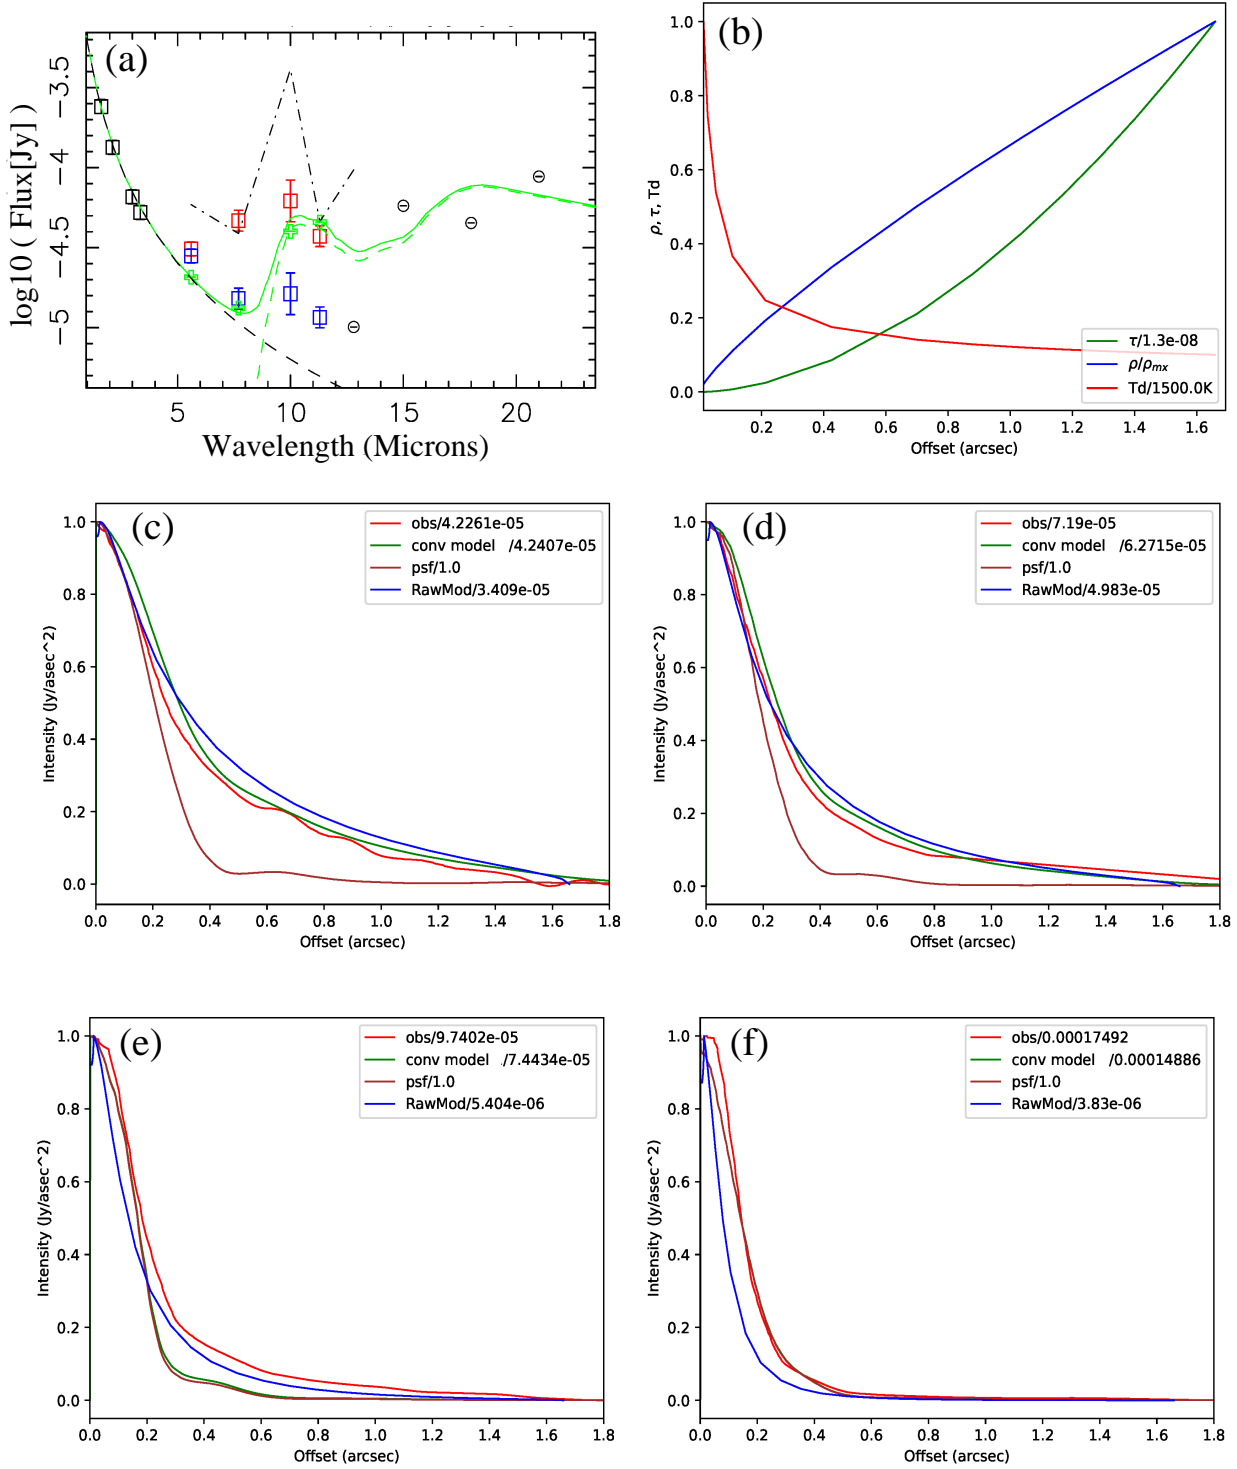 (a)
log10 ( Flux[Jy] )
−3.5
−4
−4.5
−5
5 10 15 20
Wavelength (Microns)
(b)
ρ, τ, Td
1.0
0.8
0.6
0.4
0.2
0.0
τ/1.3e-08
ρ/ρmx
Td/1500.0K
0.2 0.4 0.6 0.8 1.0 1.2 1.4 1.6
Offset (arcsec)
(c)
Intensity (Jy/asec^2)
1.0
0.8
0.6
0.4
0.2
0.0
obs/4.2261e-05
conv model /4.2407e-05
psf/1.0
RawMod/3.409e-05
0.0 0.2 0.4 0.6 0.8 1.0 1.2 1.4 1.6 1.8
Offset (arcsec)
(d)
Intensity (Jy/asec^2)
1.0
0.8
0.6
0.4
0.2
0.0
obs/7.19e-05
conv model /6.2715e-05
psf/1.0
RawMod/4.983e-05
0.0 0.2 0.4 0.6 0.8 1.0 1.2 1.4 1.6 1.8
Offset (arcsec)
(e)
Intensity (Jy/asec^2)
1.0
0.8
0.6
0.4
0.2
0.0
obs/9.7402e-05
conv model /7.4434e-05
psf/1.0
RawMod/5.404e-06
0.0 0.2 0.4 0.6 0.8 1.0 1.2 1.4 1.6 1.8
Offset (arcsec)
(f)
Intensity (Jy/asec^2)
1.0
0.8
0.6
0.4
0.2
0.0
obs/0.00017492
conv model /0.00014886
psf/1.0
RawMod/3.83e-06
0.0 0.2 0.4 0.6 0.8 1.0 1.2 1.4 1.6 1.8
Offset (arcsec)